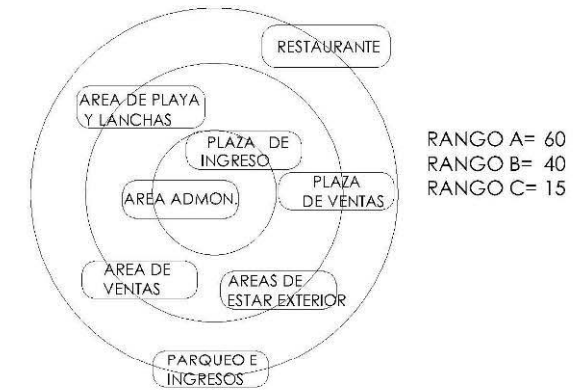 RESTAURANTE
AREA DE PLAYA
Y LANCHAS
PLAZA DE
INGRESO
RANGO A= 60
RANGO B= 40
RANGO C= 15
AREA ADMON.
PLAZA
DE VENTAS
AREA DE
VENTAS
AREAS DE
ESTAR EXTERIOR
PARQUEO E
INGRESOS